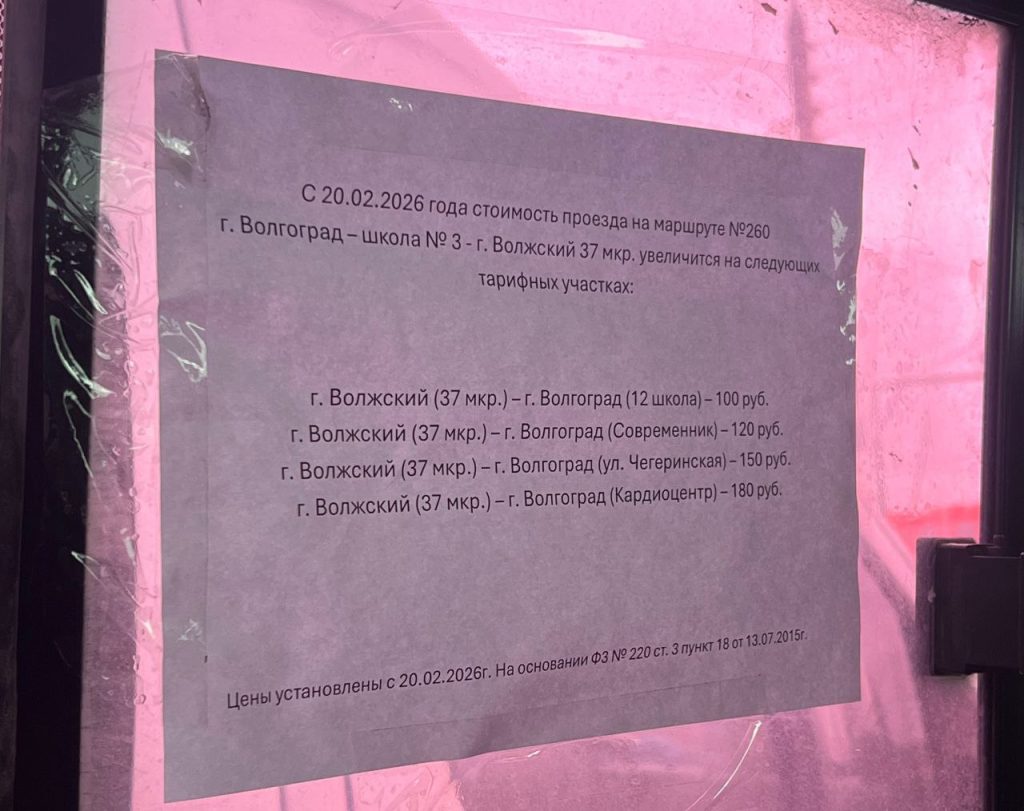 С 20.02.2026 года стоимость проезда на маршруте №260
г. Волгоград – школа № 3 - г. Волжский 37 мкр. увеличится на следующих
тарифных участках:
г. Волжский (37 мкр.) – г. Волгоград (12 школа) – 100 руб.
г. Волжский (37 мкр.) – г. Волгоград (Современник) – 120 руб.
г. Волжский (37 мкр.) – г. Волгоград (ул. Чегеринская) – 150 руб.
г. Волжский (37 мкр.) – г. Волгоград (Кардиоцентр) – 180 руб.
Цены установлены с 20.02.2026г. На основании ФЗ № 220 ст. 3 пункт 18 от 13.07.2015г.